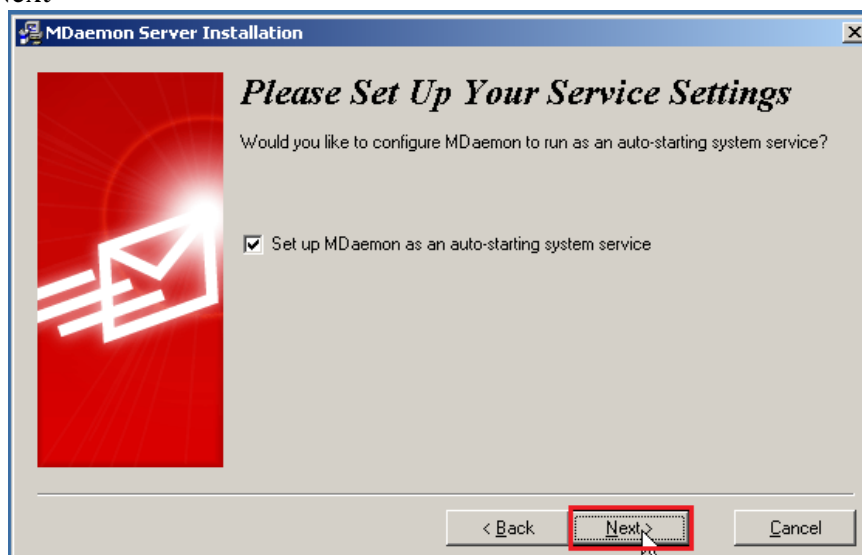 MDaemon Server Installation
Please Set Up Your Service Settings
Would you like to configure MDaemon to run as an auto-starting system service?
Set up MDaemon as an auto-starting system service
< Back
Next >
Cancel